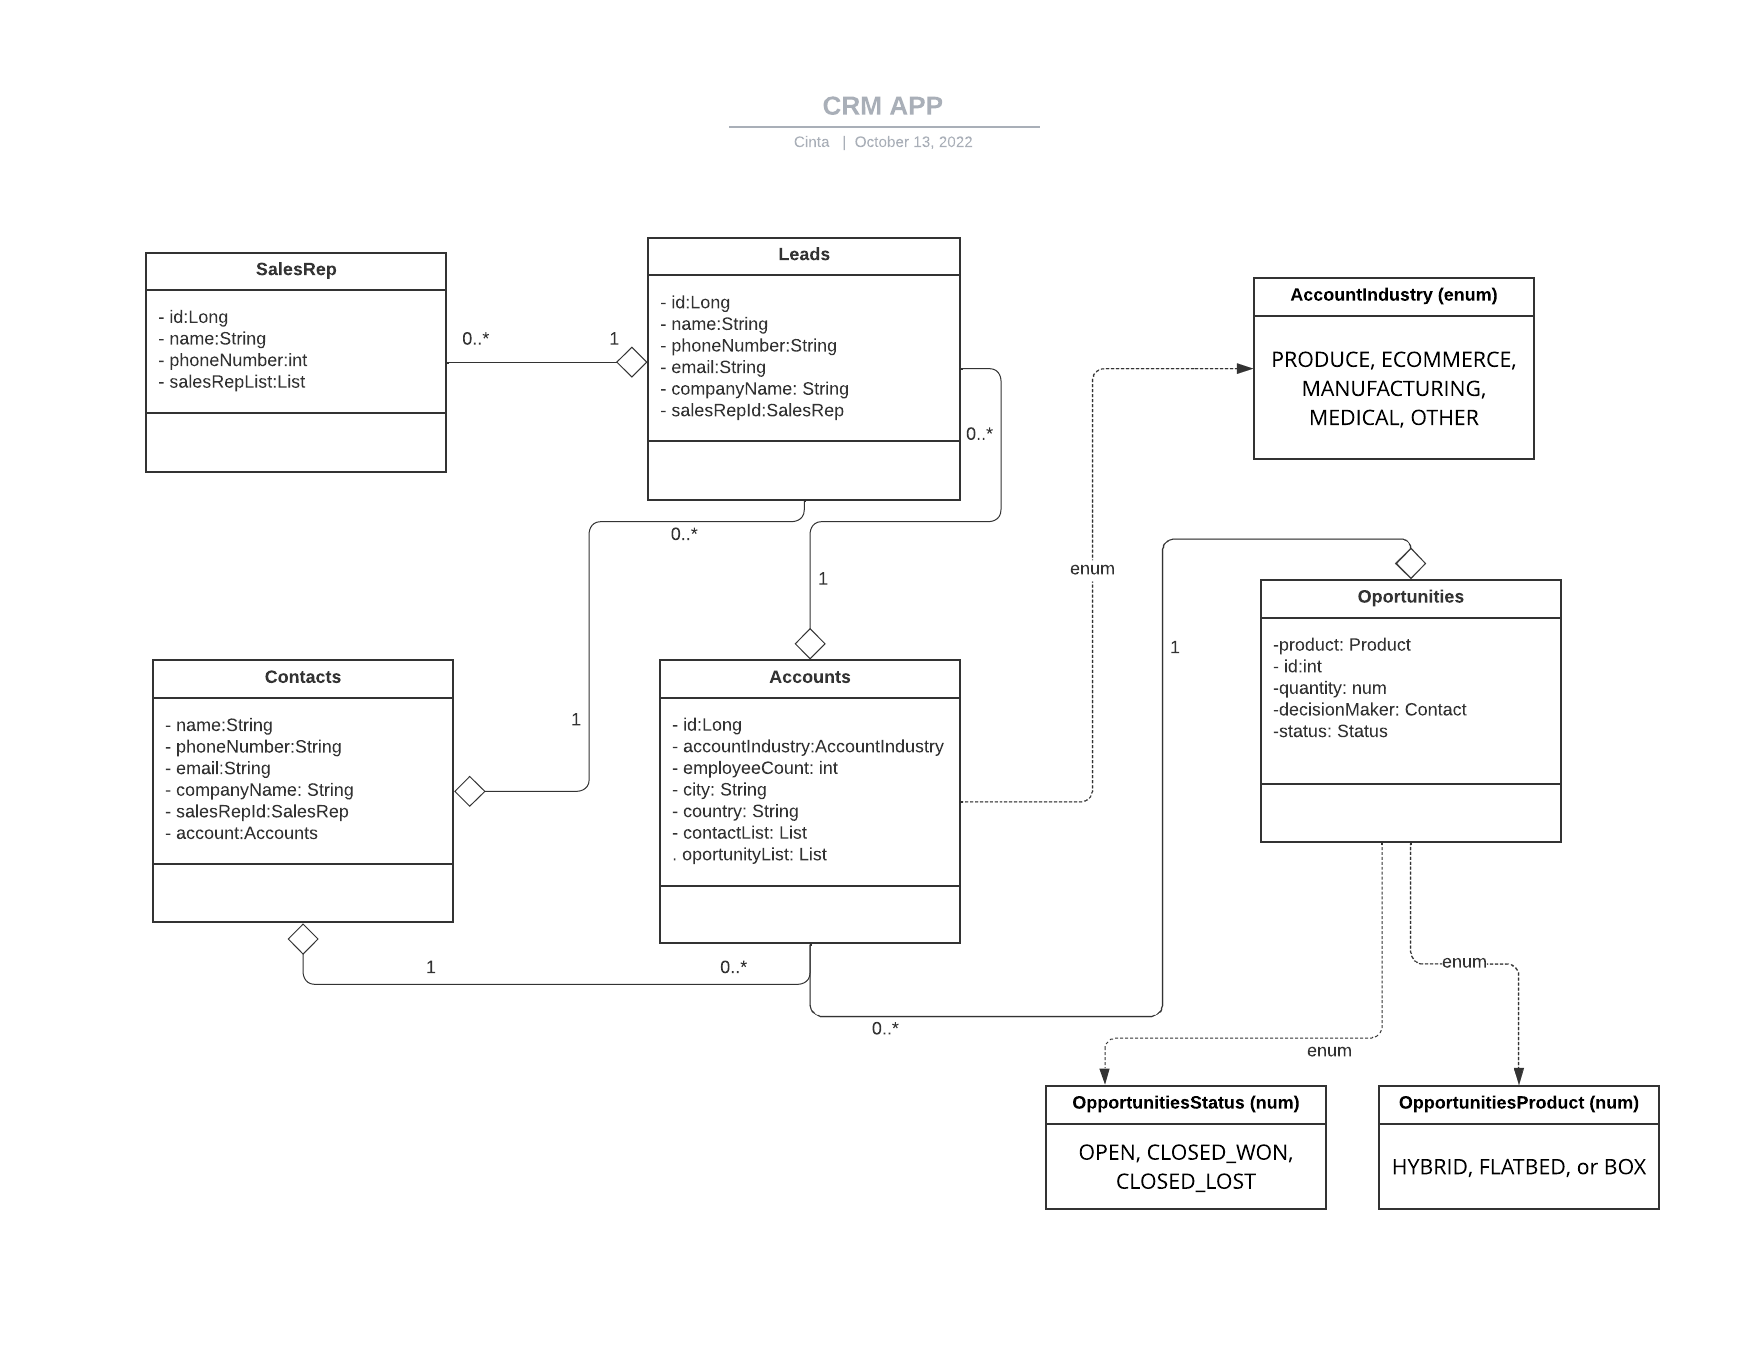 CRM APP
Cinta | October 13, 2022
SalesRep
- id:Long
- name:String
- phoneNumber:int
- salesRepList:List
0..*
1
Leads
- id:Long
- name:String
- phoneNumber:String
- email:String
- companyName: String
- salesRepId:SalesRep
0..*
0..*
1
1
AccountIndustry (enum)
PRODUCE, ECOMMERCE,
MANUFACTURING,
MEDICAL, OTHER
enum
1
Oportunities
-product: Product
- id:int
-quantity: num
-decisionMaker: Contact
-status: Status
Contacts
- name:String
- phoneNumber:String
- email:String
- companyName: String
- salesRepId:SalesRep
- account:Accounts
Accounts
- id:Long
- accountIndustry:AccountIndustry
- employeeCount: int
- city: String
- country: String
- contactList: List
. oportunityList: List
1
0..*
0..*
enum
enum
OpportunitiesStatus (num)
OPEN, CLOSED_WON,
CLOSED_LOST
OpportunitiesProduct (num)
HYBRID, FLATBED, or BOX